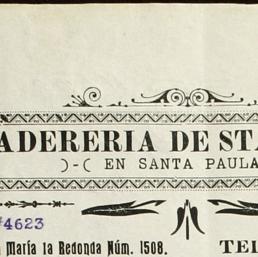 ADERERIA DE STA
)-( EN SANTA PAULA
#4623
María la Redonda Núm. 1508.
TEL